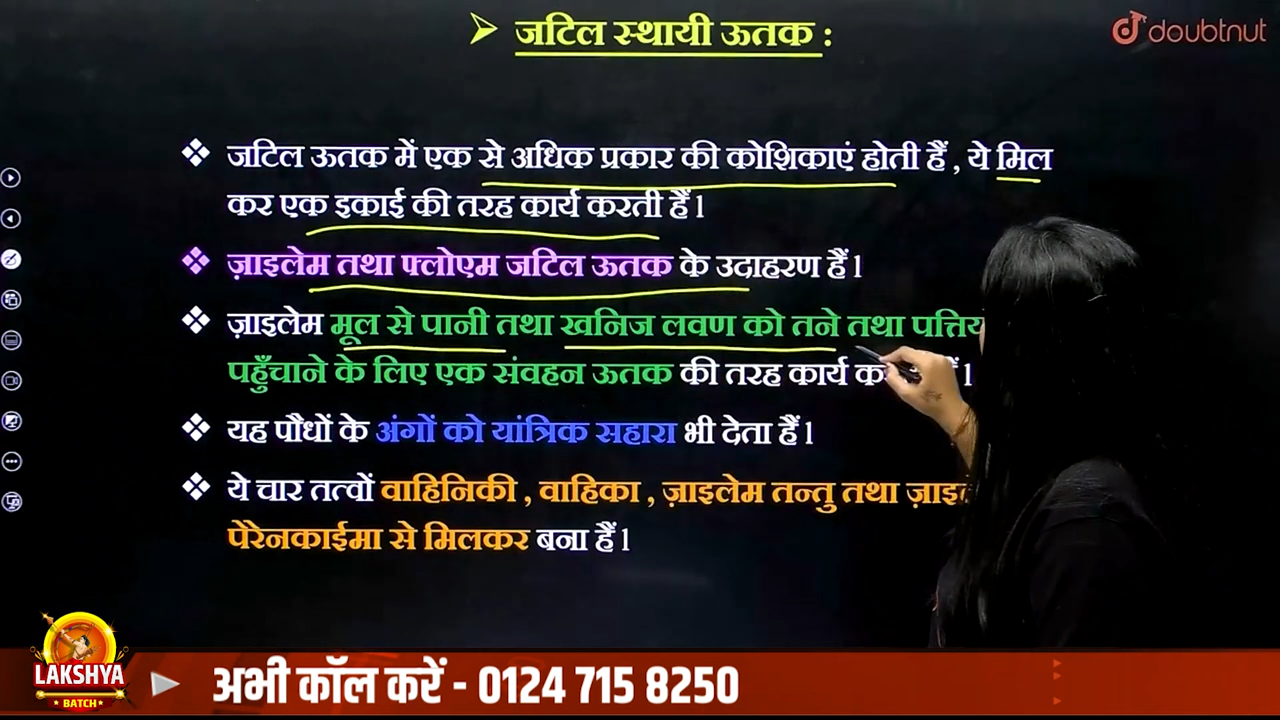 जटिल स्थायी ऊतक :
doubtnut
जटिल ऊतक में एक से अधिक प्रकार की कोशिकाएं होती हैं , ये मिल
कर एक इकाई की तरह कार्य करती हैं l
ज़ाइलेम तथा फ्लोएम जटिल ऊतक के उदाहरण हैं l
ज़ाइलेम मूल से पानी तथा खनिज लवण को तने तथा
पहुँचाने के लिए एक संवहन ऊतक की तरह कार्य
यह पौधों के अंगों को यांत्रिक सहारा भी देता हैं l
ये चार तत्वों वाहिनिकी , वाहिका , ज़ाइलेम तन्तु तथा
पेरेनकाईमा से मिलकर बना हैं l
LAKSHYA
BATCH
अभी कॉल करें - 0124 715 8250